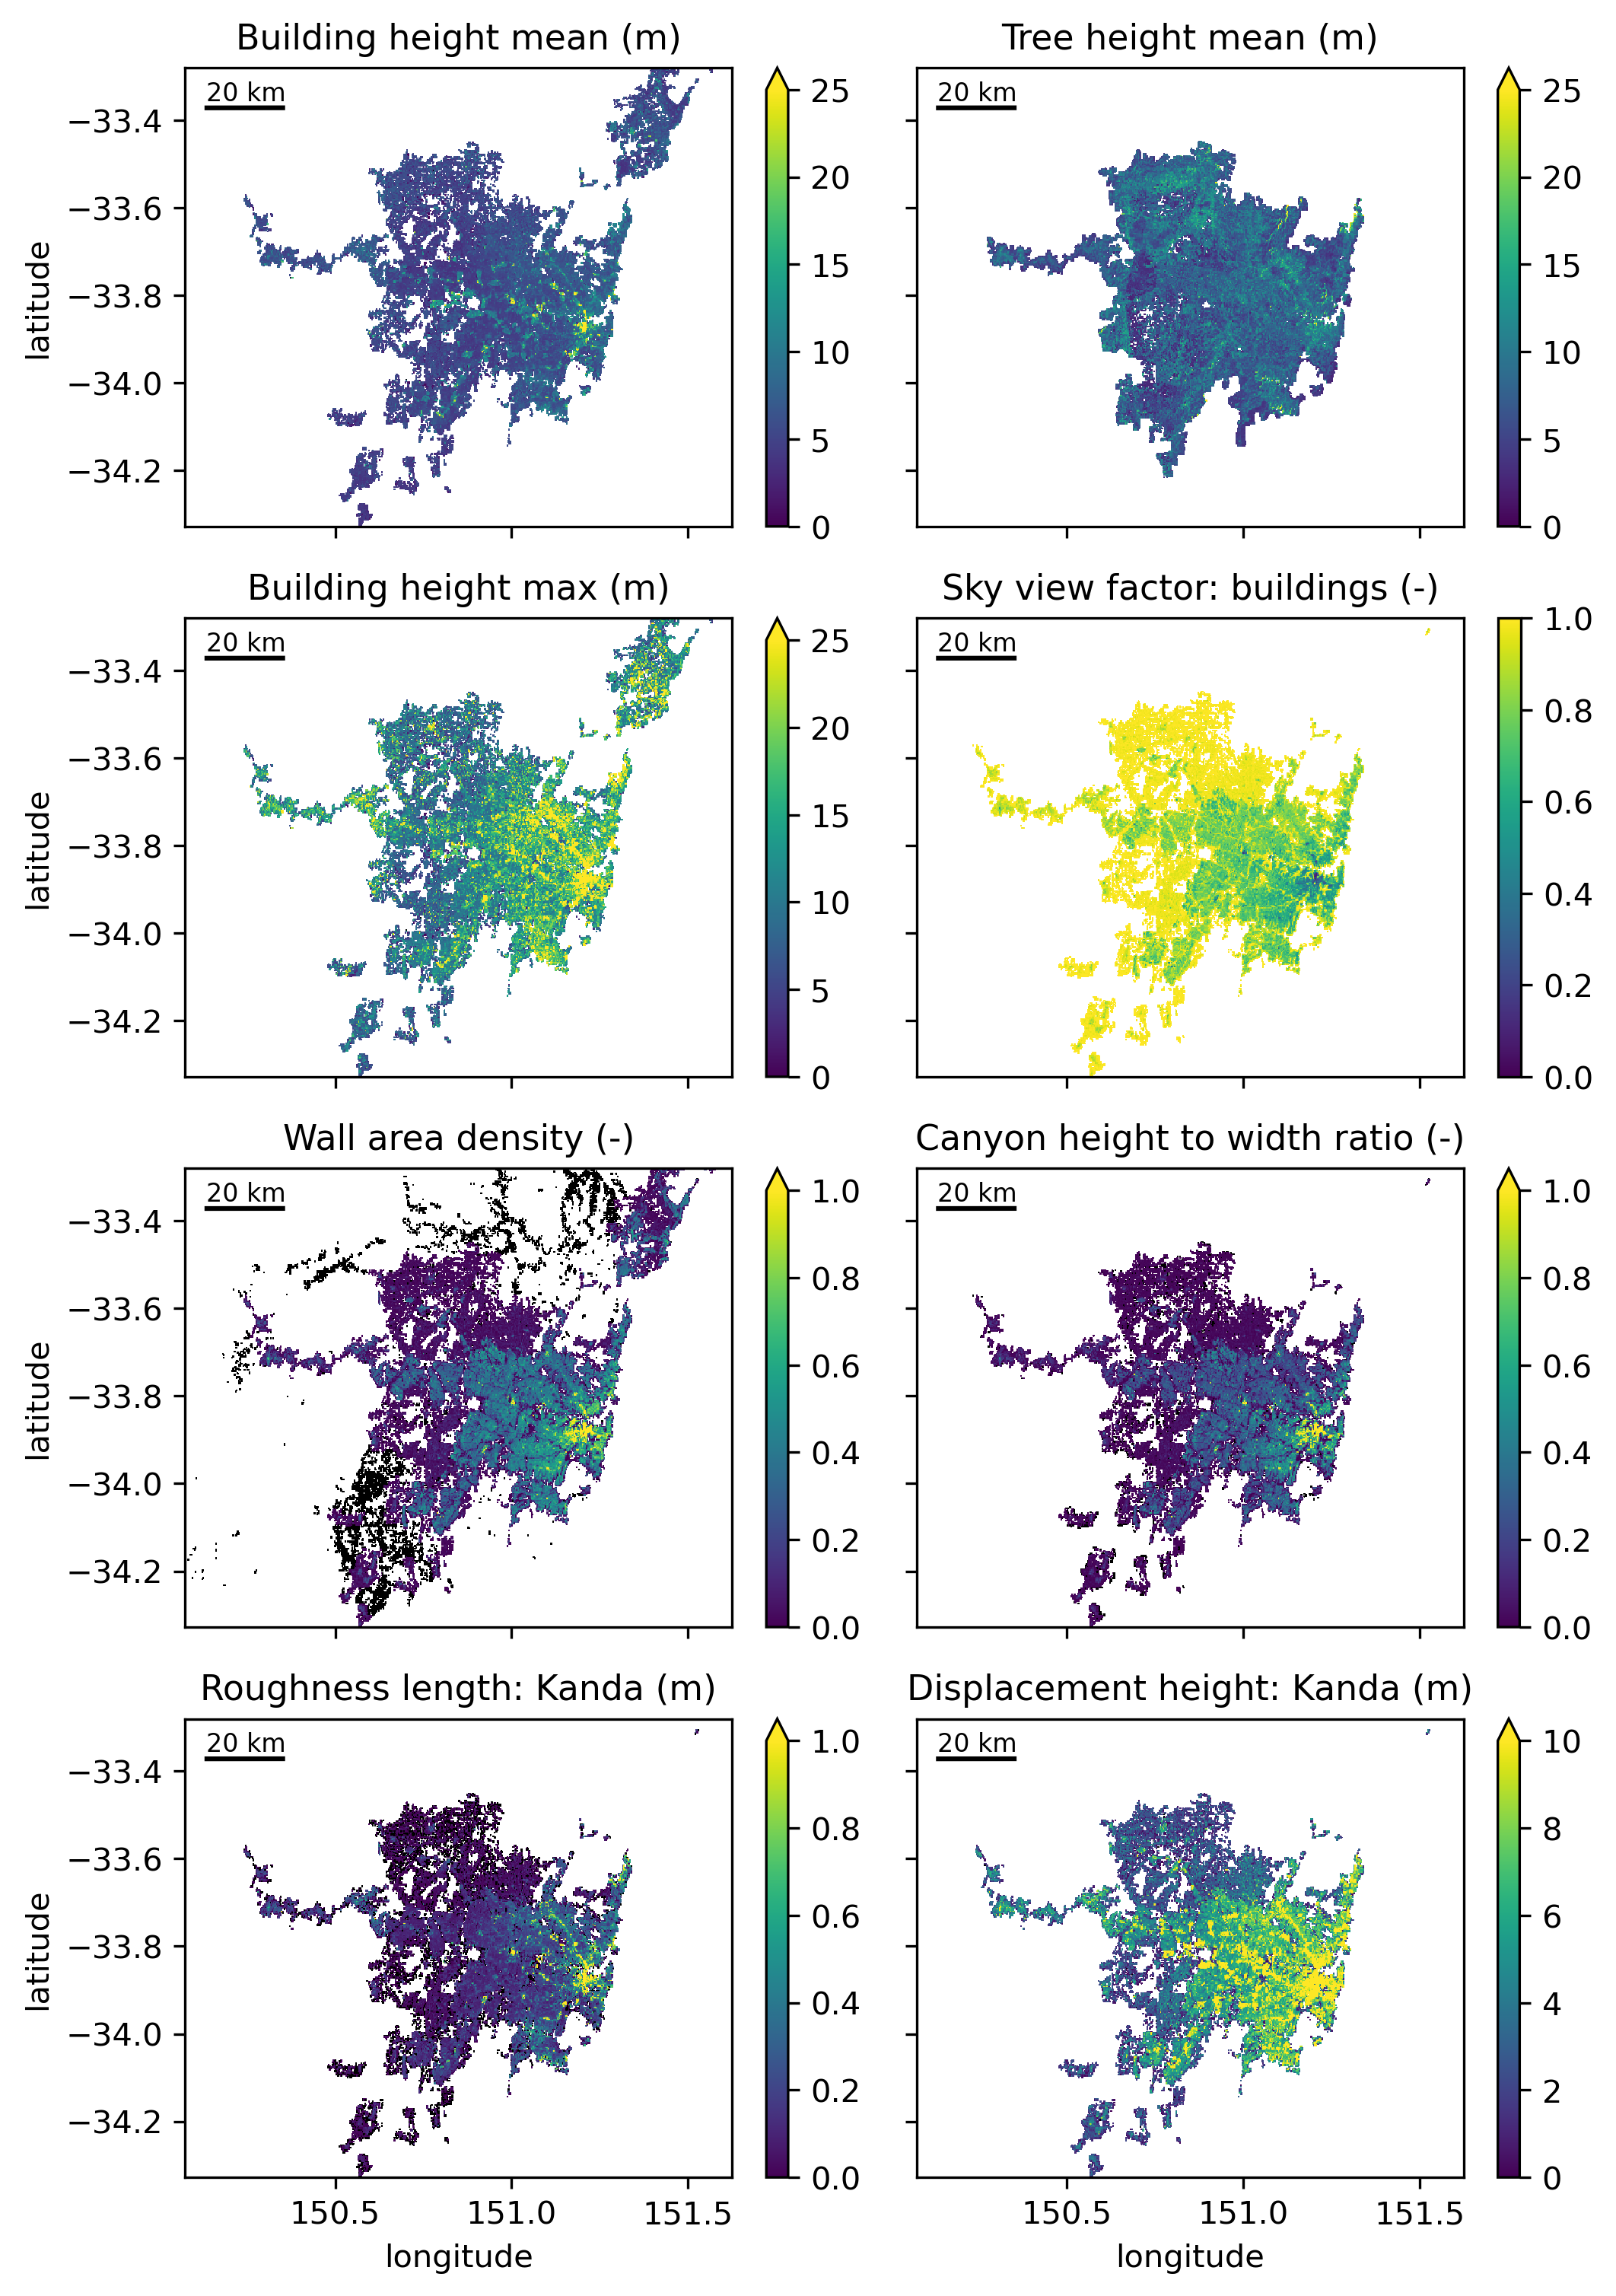 Building height mean (m)
Tree height mean (m)
20 km
20 km
25
20
15
10
5
0
25
20
15
10
5
0
−33.4
−33.6
−33.8
−34.0
−34.2
latitude
Building height max (m)
Sky view factor: buildings (-)
20 km
20 km
25
20
15
10
5
0
1.0
0.8
0.6
0.4
0.2
0.0
−33.4
−33.6
−33.8
−34.0
−34.2
latitude
Wall area density (-)
Canyon height to width ratio (-)
20 km
20 km
1.0
0.8
0.6
0.4
0.2
0.0
1.0
0.8
0.6
0.4
0.2
0.0
−33.4
−33.6
−33.8
−34.0
−34.2
latitude
Roughness length: Kanda (m)
Displacement height: Kanda (m)
20 km
20 km
1.0
0.8
0.6
0.4
0.2
0.0
10
8
6
4
2
0
−33.4
−33.6
−33.8
−34.0
−34.2
latitude
150.5 151.0 151.5
150.5 151.0 151.5
longitude
longitude